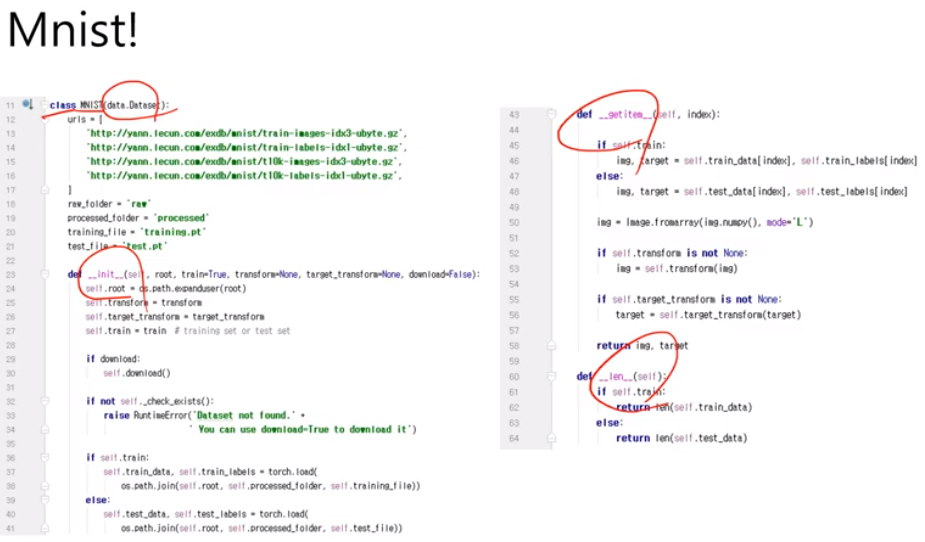 Mnist!
11 class MNIST(data.Dataset):
12 urls = [
13 'http://yann.lecun.com/exdb/mnist/train-images-idx3-ubyte.gz',
14 'http://yann.lecun.com/exdb/mnist/train-labels-idx1-ubyte.gz',
15 'http://yann.lecun.com/exdb/mnist/t10k-images-idx3-ubyte.gz',
16 'http://yann.lecun.com/exdb/mnist/t10k-labels-idx1-ubyte.gz',
17 ]
18 raw_folder = 'raw'
19 processed_folder = 'processed'
20 training_file = 'training.pt'
21 test_file = 'test.pt'
22
23 def __init__(self, root, train=True, transform=None, target_transform=None, download=False):
24 self.root = os.path.expanduser(root)
25 self.transform = transform
26 self.target_transform = target_transform
27 self.train = train # training set or test set
28
29 if download:
30 self.download()
31
32 if not self._check_exists():
33 raise RuntimeError('Dataset not found.' +
34 ' You can use download=True to download it')
35
36 if self.train:
37 self.train_data, self.train_labels = torch.load(
38 os.path.join(self.root, self.processed_folder, self.training_file))
39 else:
40 self.test_data, self.test_labels = torch.load(
41 os.path.join(self.root, self.processed_folder, self.test_file))
43 def __getitem__(self, index):
44
45 if self.train:
46 img, target = self.train_data[index], self.train_labels[index]
47 else:
48 img, target = self.test_data[index], self.test_labels[index]
49
50 img = Image.fromarray(img.numpy(), mode='L')
51
52 if self.transform is not None:
53 img = self.transform(img)
54
55 if self.target_transform is not None:
56 target = self.target_transform(target)
57
58 return img, target
59
60 def __len__(self):
61 if self.train:
62 return len(self.train_data)
63 else:
64 return len(self.test_data)